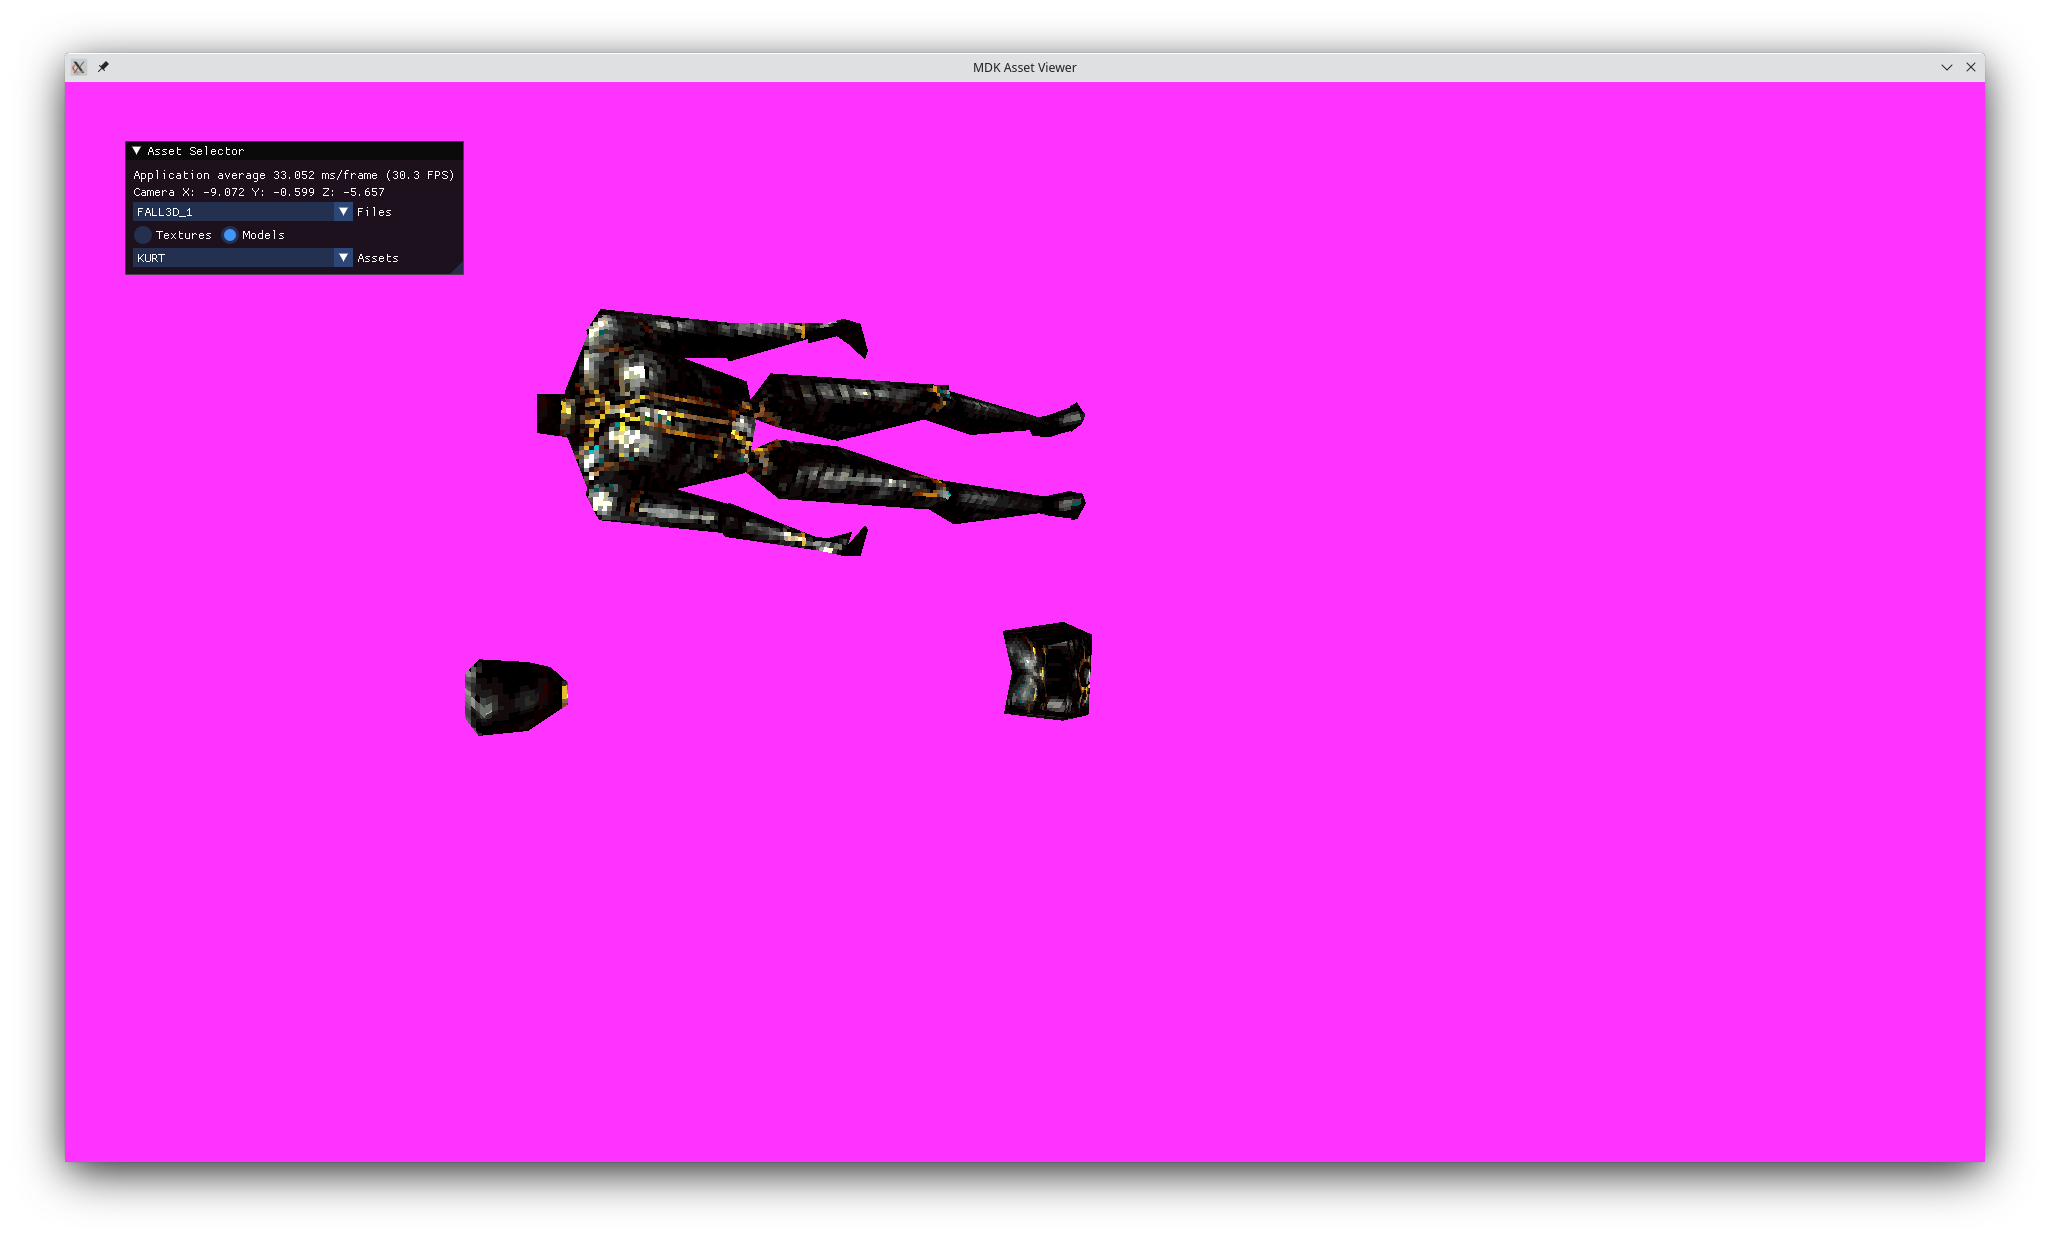 MDK Asset Viewer
Asset Selector
Application average 33.052 ms/frame (30.3 FPS)
Camera X: -9.072 Y: -0.599 Z: -5.657
FALL3D_1 Files
Textures Models
KURT Assets